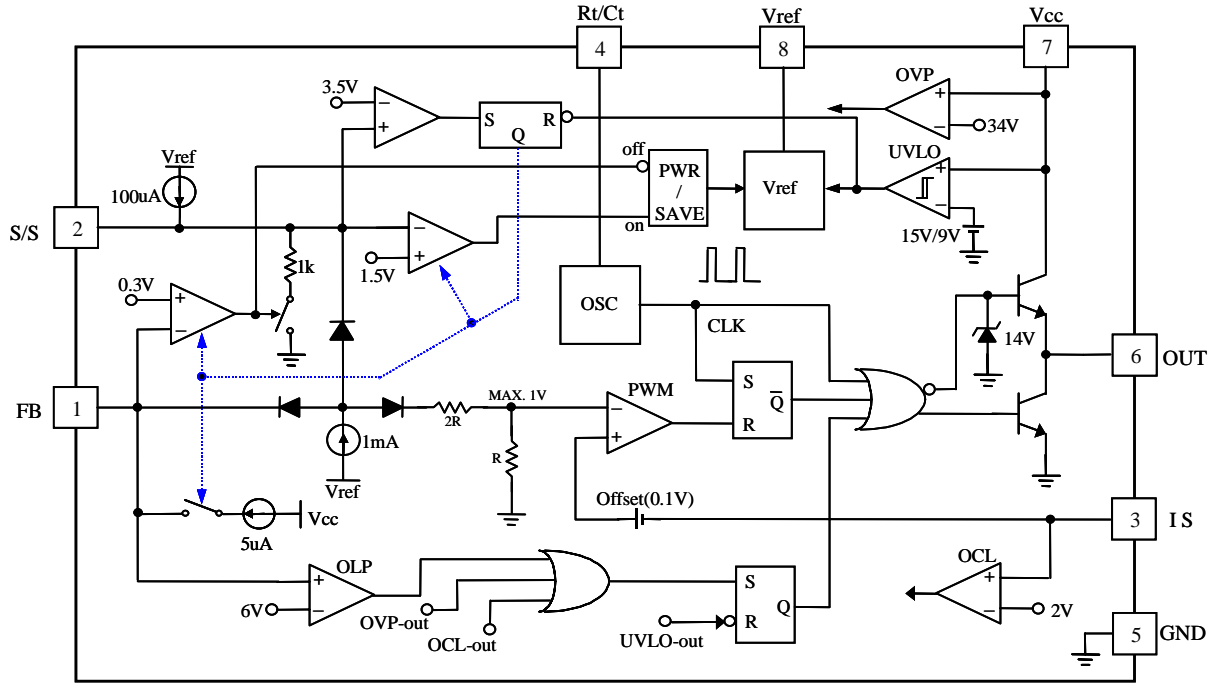 Rt/Ct
Vref
Vcc
4
8
7
3.5V
−
+
S
R
Q
OVP
+
−
34V
UVLO
+
−
15V/9V
off
PWR
/
SAVE
on
Vref
Vref
100uA
S/S
2
1k
−
+
1.5V
0.3V
+
−
OSC
CLK
14V
6
OUT
FB
1
1mA
Vref
2R
MAX. 1V
R
PWM
−
+
S
Q
R
Offset(0.1V)
3
I S
Vcc
5uA
OLP
+
−
6V
OVP-out
OCL-out
UVLO-out
S
R
Q
OCL
+
−
2V
5
GND